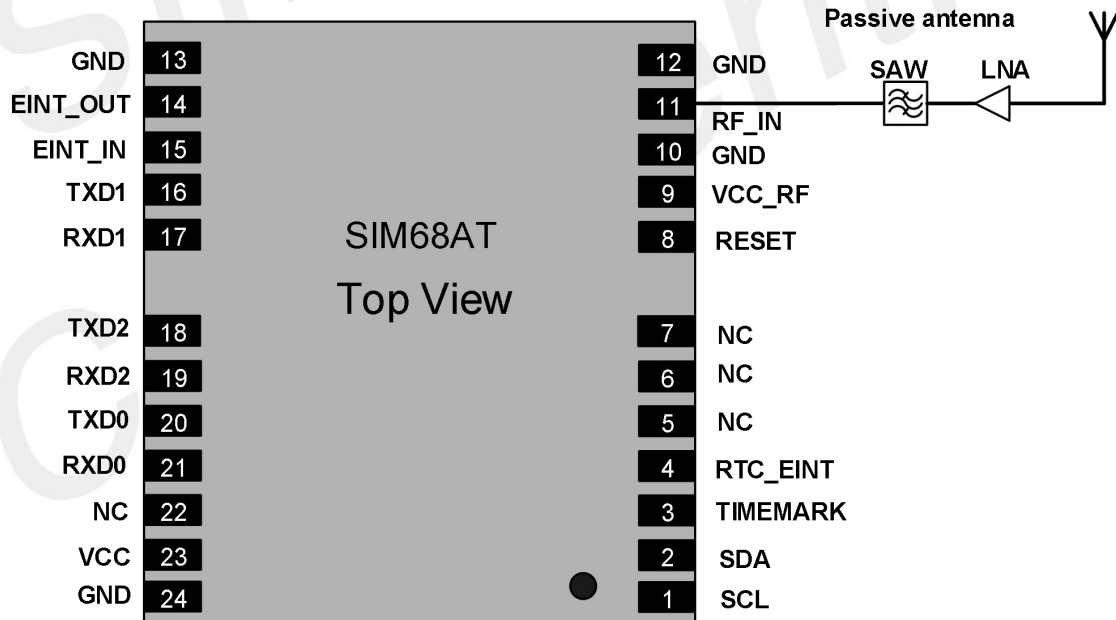 Passive antenna
SAW LNA
GND 13
EINT_OUT 14
EINT_IN 15
TXD1 16
RXD1 17
TXD2 18
RXD2 19
TXD0 20
RXD0 21
NC 22
VCC 23
GND 24
SIM68AT
Top View
12 GND
11 RF_IN
10 GND
9 VCC_RF
8 RESET
7 NC
6 NC
5 NC
4 RTC_EINT
3 TIMEMARK
2 SDA
1 SCL